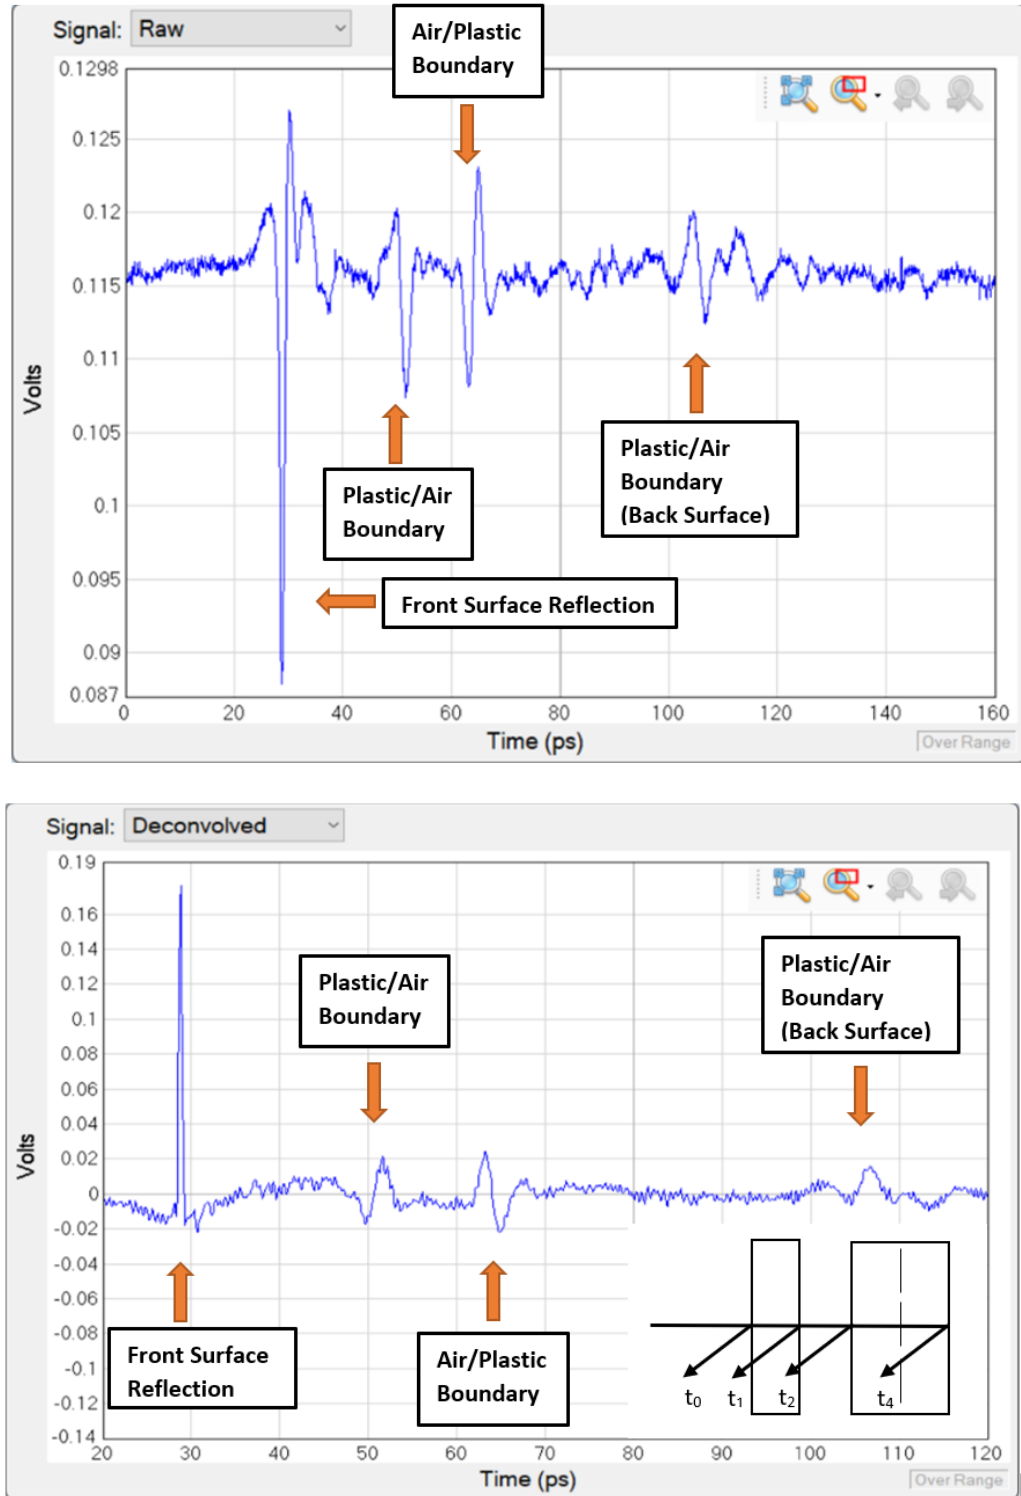 Signal: Raw
Air/Plastic
Boundary
0.1298
0.125
0.12
0.115
0.11
0.105
0.1
0.095
0.09
0.087
Volts
Plastic/Air
Boundary
Plastic/Air
Boundary
(Back Surface)
Front Surface Reflection
0 20 40 60 80 100 120 140 160
Time (ps)
Over Range
Signal: Deconvolved
0.19
0.16
0.14
0.12
0.1
0.08
0.06
0.04
0.02
0
-0.02
-0.04
-0.06
-0.08
-0.1
-0.12
-0.14
Volts
Plastic/Air
Boundary
Plastic/Air
Boundary
(Back Surface)
Front Surface
Reflection
Air/Plastic
Boundary
t₀ t₁ t₂ t₄
20 30 40 50 60 70 80 90 100 110 120
Time (ps)
Over Range